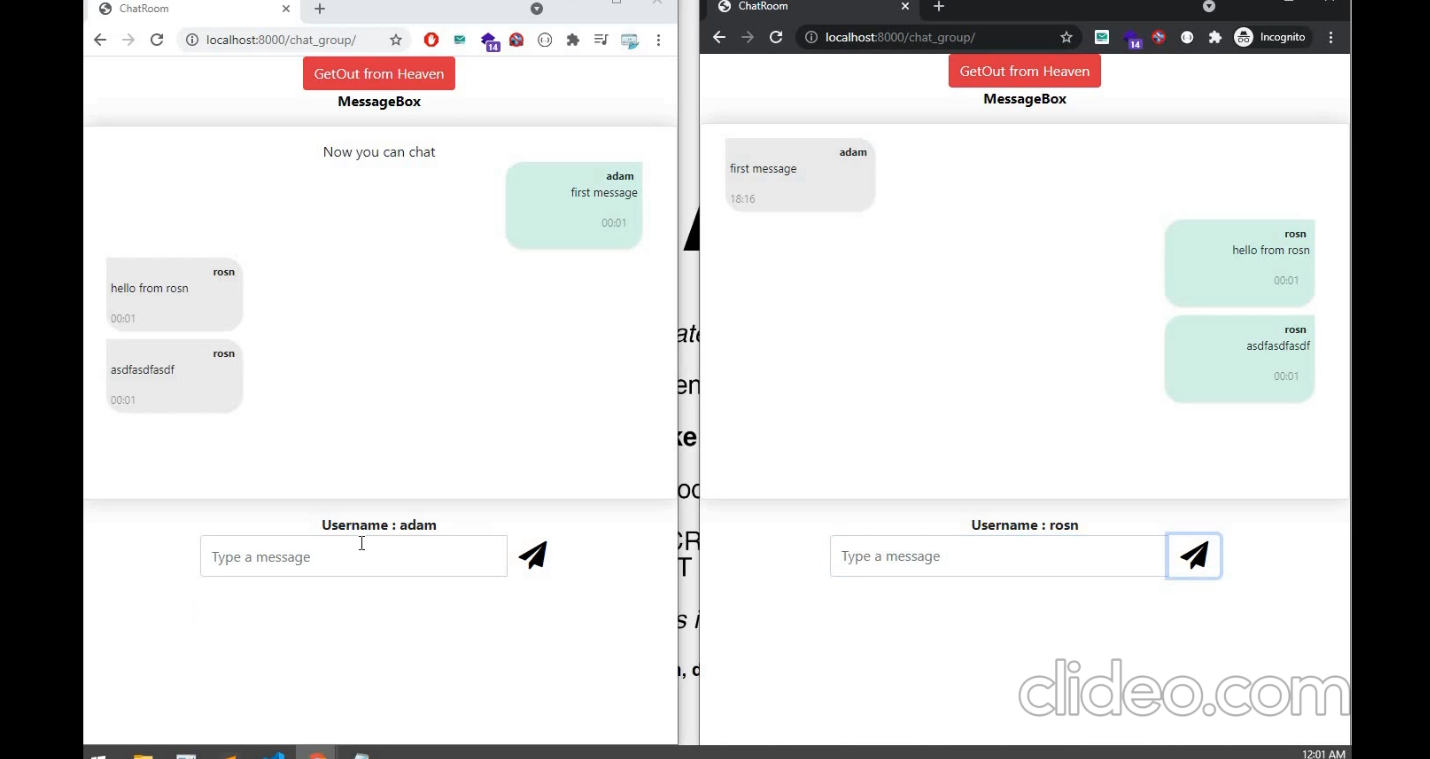 ChatRoom
localhost:8000/chat_group/
14
GetOut from Heaven
MessageBox
Now you can chat
adam
first message
00:01
rosn
hello from rosn
00:01
rosn
asdfasdfasdf
00:01
Username : adam
Type a message
ChatRoom
localhost:8000/chat_group/
14
Incognito
GetOut from Heaven
MessageBox
adam
first message
18:16
rosn
hello from rosn
00:01
rosn
asdfasdfasdf
00:01
Username : rosn
Type a message
clideo.com
12:01 AM